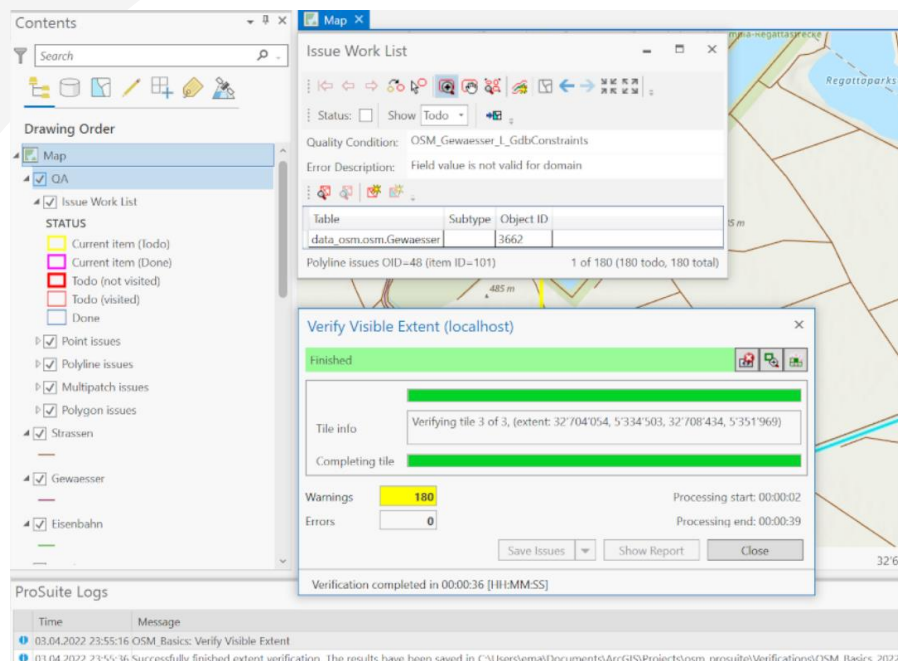 Contents
Search
Drawing Order
Map
QA
Issue Work List
STATUS
Current item (Todo)
Current item (Done)
Todo (not visited)
Todo (visited)
Done
Point issues
Polyline issues
Multipatch issues
Polygon issues
Strassen
Gewaesser
Eisenbahn
Map
Issue Work List
Status: Show Todo
Quality Condition: OSM_Gewaesser_L_GdbConstraints
Error Description: Field value is not valid for domain
Table Subtype Object ID
data_osm.osm.Gewaesser 3662
Polyline issues OID=48 (item ID=101) 1 of 180 (180 todo, 180 total)
Regattaparks
485 m
Verify Visible Extent (localhost)
Finished
Tile info Verifying tile 3 of 3, (extent: 32'704'054, 5'334'503, 32'708'434, 5'351'969)
Completing tile
Warnings 180 Processing start: 00:00:02
Errors 0 Processing end: 00:00:39
Save Issues Show Report Close
Verification completed in 00:00:36 [HH:MM:SS]
32'6
ProSuite Logs
Time Message
03.04.2022 23:55:16 OSM_Basics: Verify Visible Extent
03.04.2022 23:55:36 Successfully finished extent verification. The results have been saved in C:\Users\ema\Documents\ArcGIS\Projects\osm_prosuite\Verifications\OSM_Basics_2022